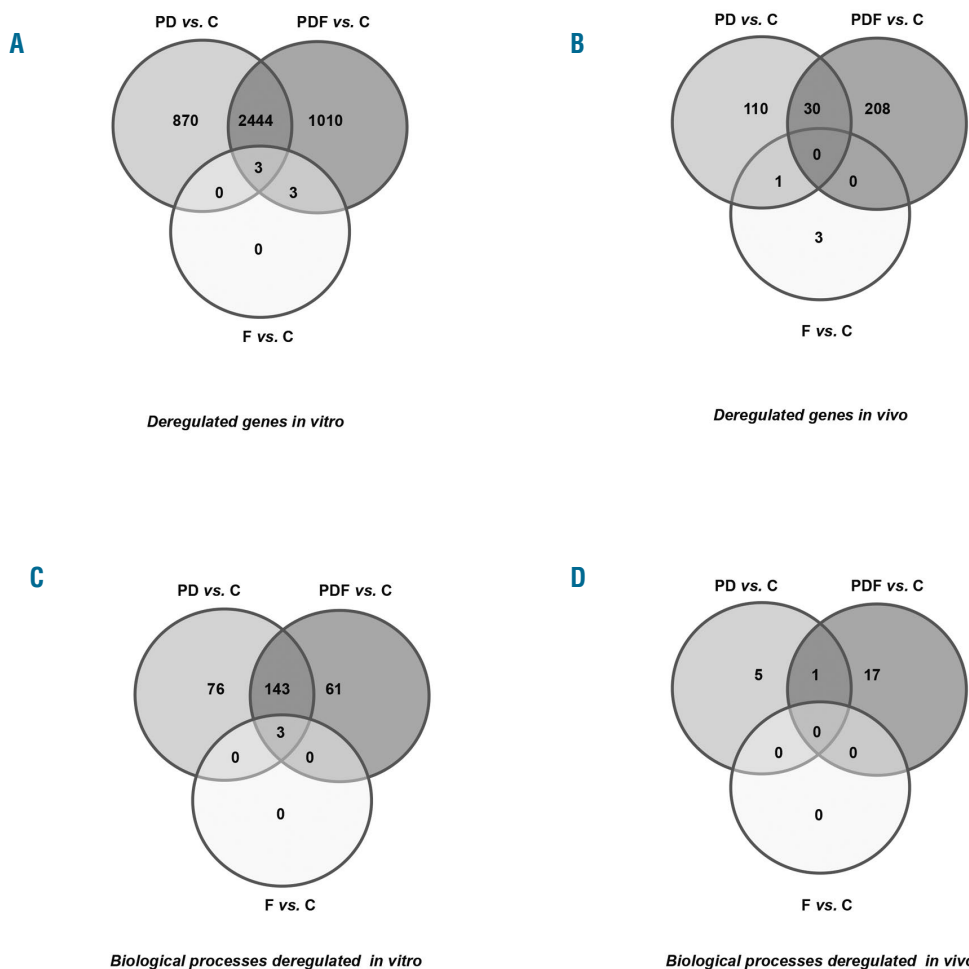 A
PD vs. C PDF vs. C
870 2444 1010
3
0 3
0
F vs. C
Deregulated genes in vitro
B
PD vs. C PDF vs. C
110 30 208
0
1 0
3
F vs. C
Deregulated genes in vivo
C
PD vs. C PDF vs. C
76 143 61
3
0 0
0
F vs. C
Biological processes deregulated in vitro
D
PD vs. C PDF vs. C
5 1 17
0
0 0
0
F vs. C
Biological processes deregulated in vivo